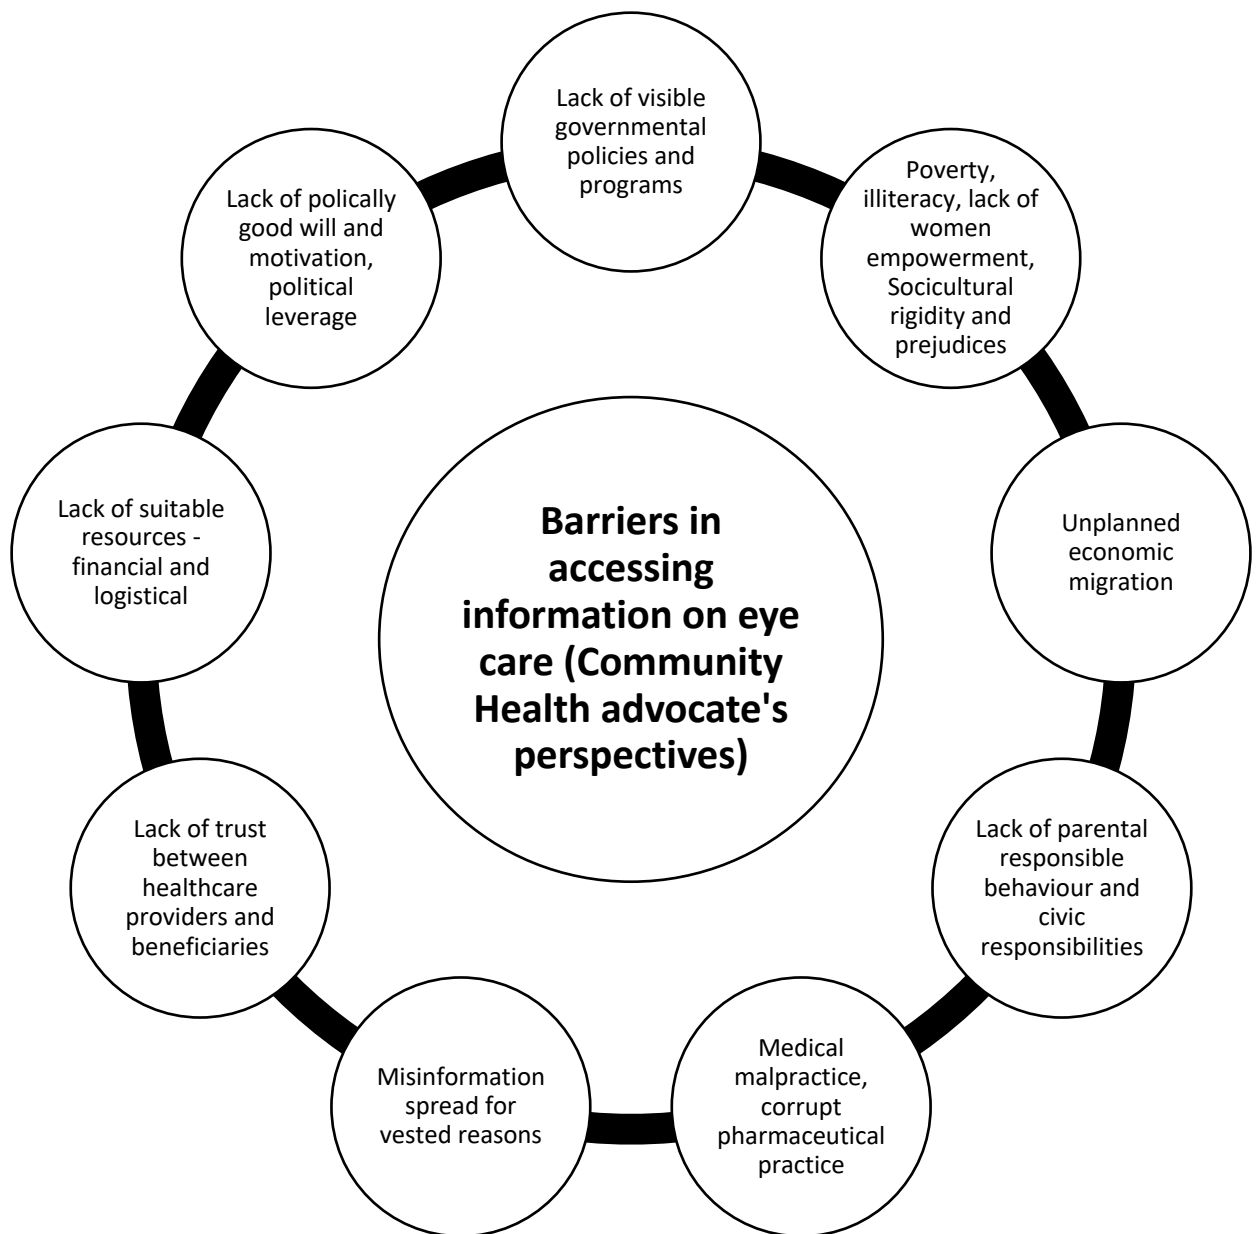 Lack of visible
governmental
policies and
programs
Poverty,
illiteracy, lack of
women
empowerment,
Socicultural
rigidity and
prejudices
Unplanned
economic
migration
Lack of parental
responsible
behaviour and
civic
responsibilities
Medical
malpractice,
corrupt
pharmaceutical
practice
Misinformation
spread for
vested reasons
Lack of trust
between
healthcare
providers and
beneficiaries
Lack of suitable
resources -
financial and
logistical
Lack of polically
good will and
motivation,
political
leverage
Barriers in
accessing
information on eye
care (Community
Health advocate's
perspectives)